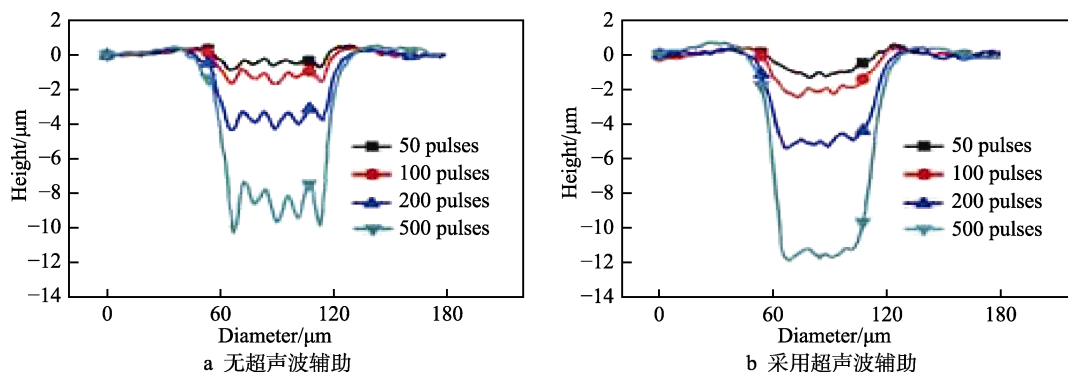 2
0
−2
−4
−6
−8
−10
−12
−14
Height/μm
50 pulses
100 pulses
200 pulses
500 pulses
0
60
120
180
Diameter/μm
a 无超声波辅助
2
0
−2
−4
−6
−8
−10
−12
−14
Height/μm
50 pulses
100 pulses
200 pulses
500 pulses
0
60
120
180
Diameter/μm
b 采用超声波辅助